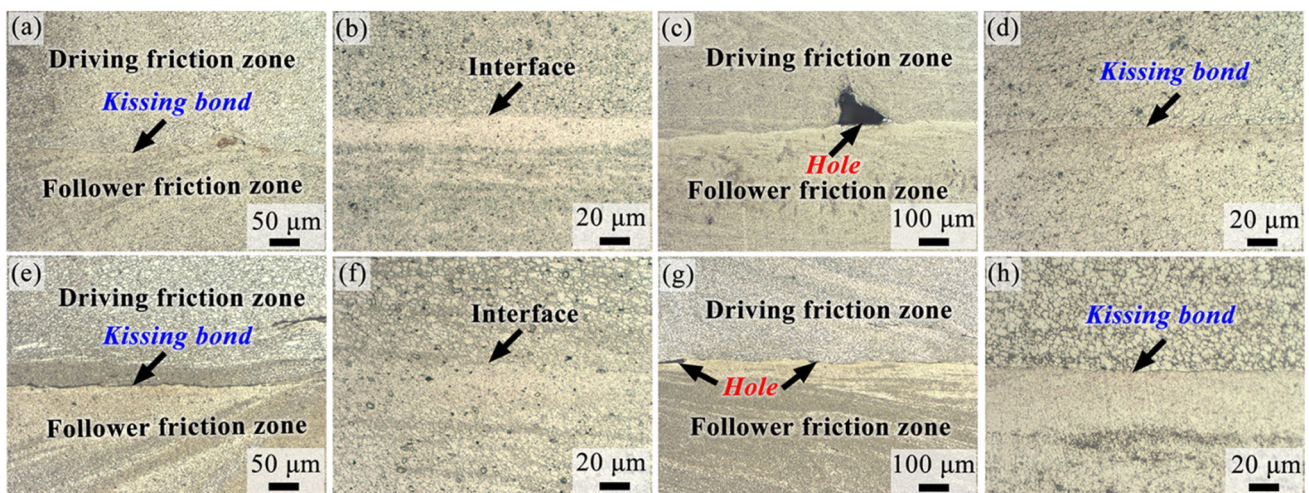 (a)
Driving friction zone
Kissing bond
Follower friction zone
50 μm
(b)
Interface
20 μm
(c)
Driving friction zone
Hole
Follower friction zone
100 μm
(d)
Kissing bond
20 μm
(e)
Driving friction zone
Kissing bond
Follower friction zone
50 μm
(f)
Interface
20 μm
(g)
Driving friction zone
Hole
Follower friction zone
100 μm
(h)
Kissing bond
20 μm